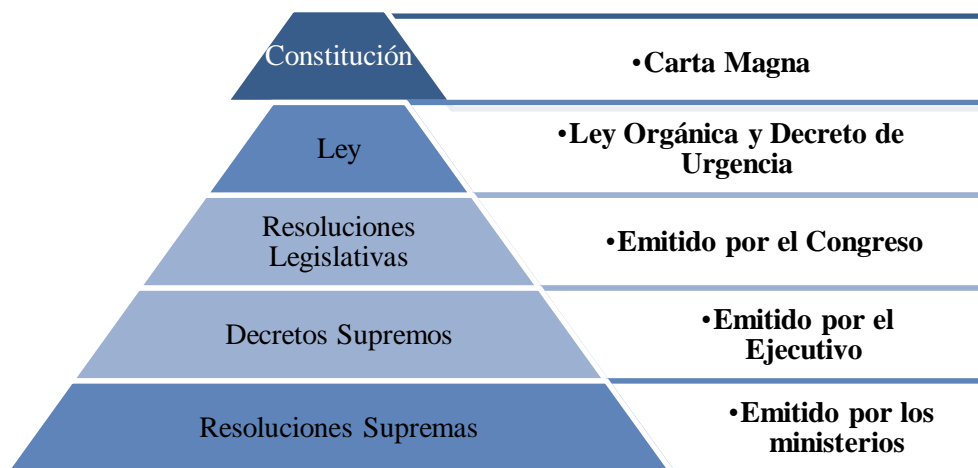 Constitución
•Carta Magna
Ley
•Ley Orgánica y Decreto de
Urgencia
Resoluciones
Legislativas
•Emitido por el Congreso
Decretos Supremos
•Emitido por el
Ejecutivo
Resoluciones Supremas
•Emitido por los
ministerios